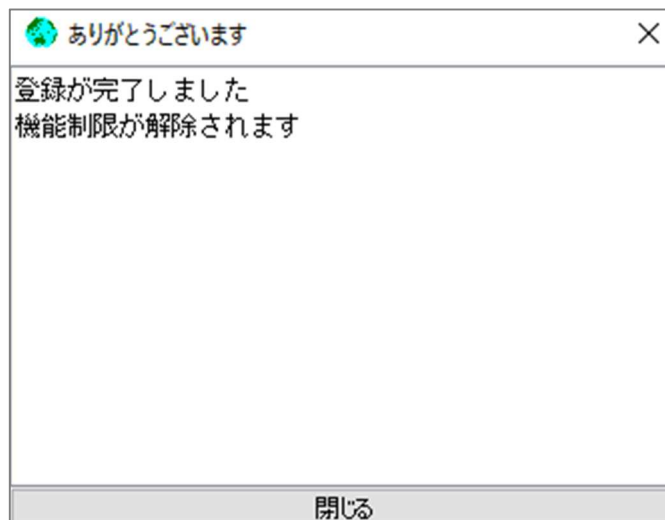 ありがとうございます
登録が完了しました
機能制限が解除されます
閉じる